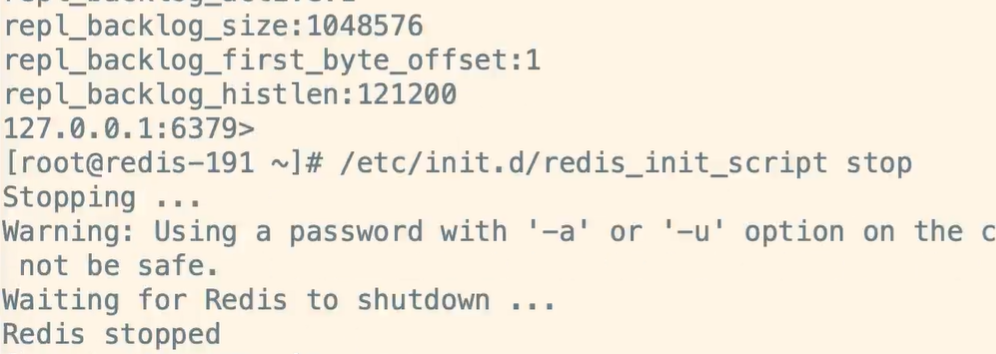 repl_backlog_size:1048576
repl_backlog_first_byte_offset:1
repl_backlog_histlen:121200
127.0.0.1:6379>
[root@redis-191 ~]# /etc/init.d/redis_init_script stop
Stopping ...
Warning: Using a password with '-a' or '-u' option on the c
not be safe.
Waiting for Redis to shutdown ...
Redis stopped